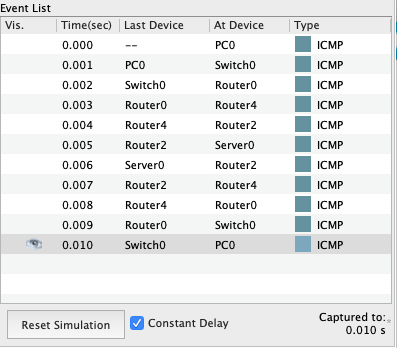 Event List
Vis. Time(sec) Last Device At Device Type
0.000 -- PC0 ICMP
0.001 PC0 Switch0 ICMP
0.002 Switch0 Router0 ICMP
0.003 Router0 Router4 ICMP
0.004 Router4 Router2 ICMP
0.005 Router2 Server0 ICMP
0.006 Server0 Router2 ICMP
0.007 Router2 Router4 ICMP
0.008 Router4 Router0 ICMP
0.009 Router0 Switch0 ICMP
0.010 Switch0 PC0 ICMP
Reset Simulation Constant Delay Captured to:
0.010 s